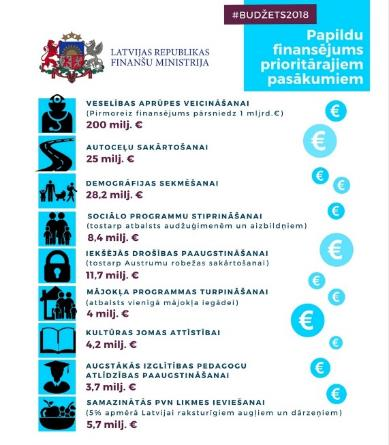 #BUDŽETS2018
Papildu
finansējums
prioritārajiem
pasākumiem
LATVIJAS REPUBLIKAS
FINANŠU MINISTRIJA
VESELĪBAS APRŪPES VEICINĀŠANAI
(Pirmoreiz finansējums pārsniedz 1 mljrd.€)
200 milj. €
AUTOCEĻU SAKĀRTOŠANAI
25 milj. €
DEMOGRĀFIJAS SEKMĒŠANAI
28,2 milj. €
SOCIĀLO PROGRAMMU STIPRINĀŠANAI
(tostarp atbalsts audžuģimenēm un aizbildņiem)
8,4 milj. €
IEKŠĒJĀS DROŠĪBAS PAAUGSTINĀŠANAI
(tostarp Austrumu robežas sakārtošanai)
11,7 milj. €
MĀJOKĻA PROGRAMMAS TURPINĀŠANAI
(atbalsts vienīgā mājokļa iegādei)
4 milj. €
KULTŪRAS JOMAS ATTĪSTĪBAI
4,2 milj. €
AUGSTĀKĀS IZGLĪTĪBAS PEDAGOGU
ATLĪDZĪBAS PAAUGSTINĀŠANAI
3,7 milj. €
SAMAZINĀTĀS PVN LIKMES IEVIEŠANAI
(5% apmērā Latvijai raksturīgiem augļiem un dārzeņiem)
5,7 milj. €